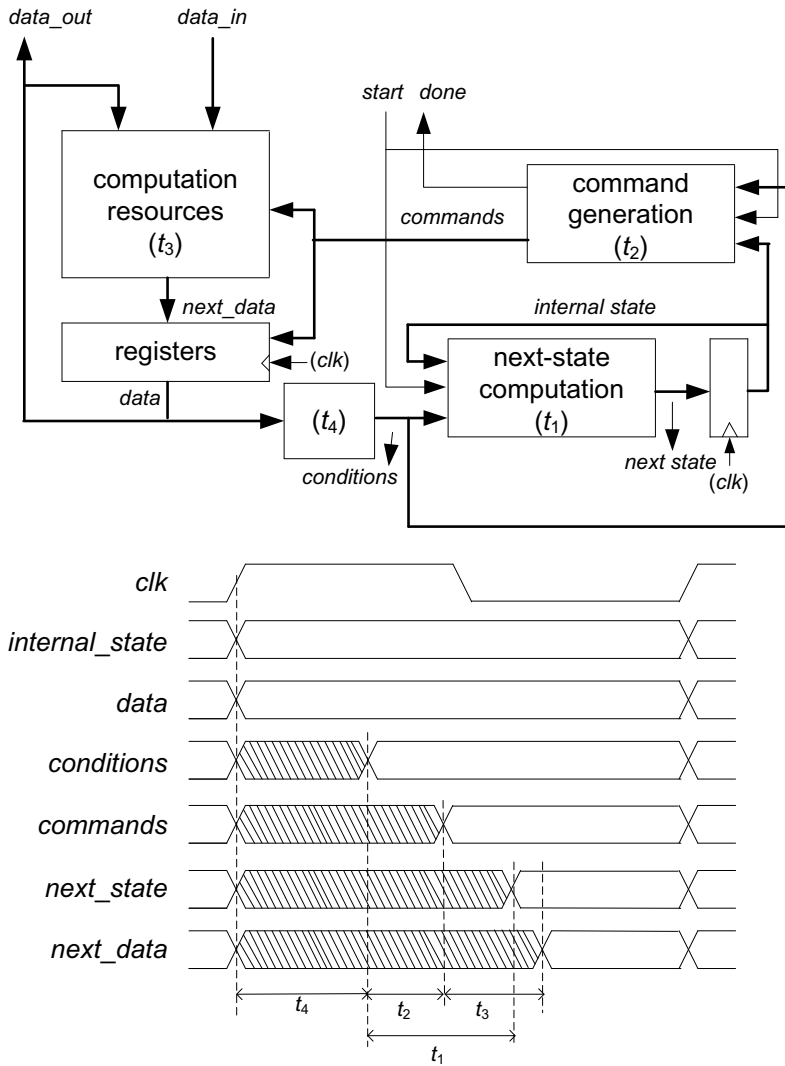 data_out
data_in
start
done
computation
resources
(t3)
command
generation
(t2)
commands
next_data
internal state
registers
(clk)
next-state
computation
(t1)
data
(t4)
conditions
next state
(clk)
clk
internal_state
data
conditions
commands
next_state
next_data
t4
t2
t3
t1